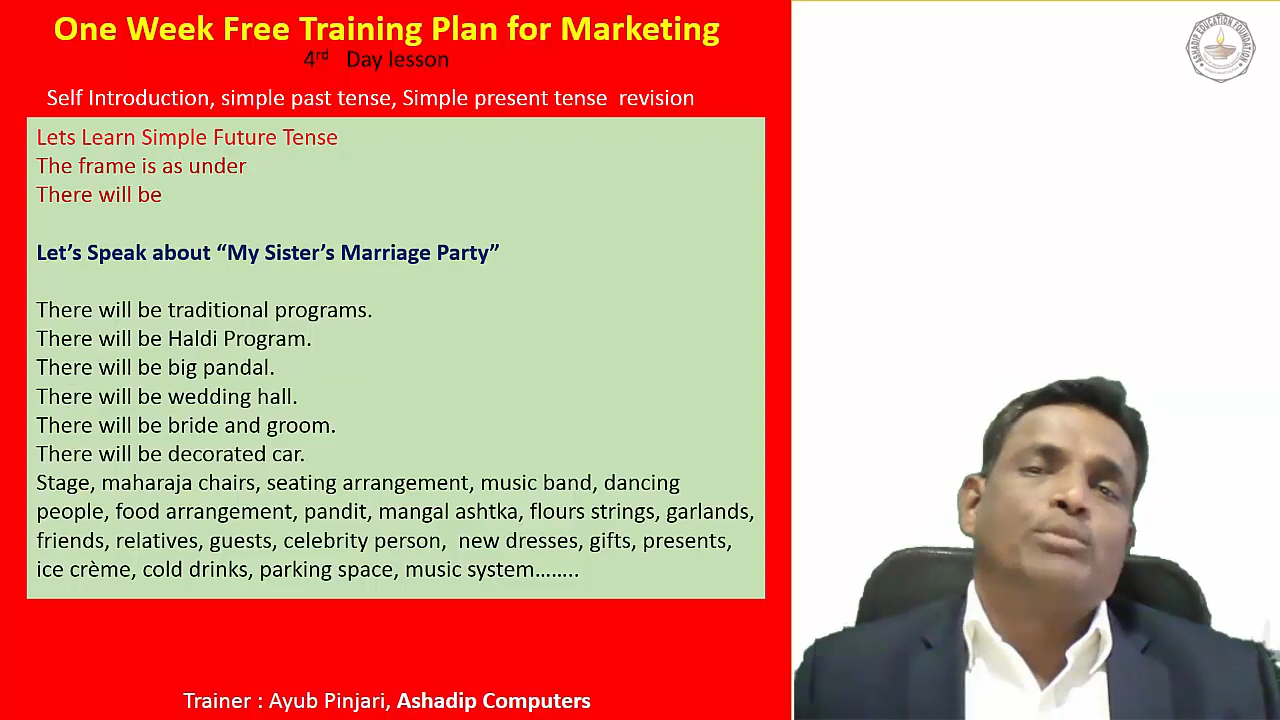 One Week Free Training Plan for Marketing
4rd Day lesson
Self Introduction, simple past tense, Simple present tense revision
Lets Learn Simple Future Tense
The frame is as under
There will be
Let’s Speak about “My Sister’s Marriage Party”
There will be traditional programs.
There will be Haldi Program.
There will be big pandal.
There will be wedding hall.
There will be bride and groom.
There will be decorated car.
Stage, maharaja chairs, seating arrangement, music band, dancing
people, food arrangement, pandit, mangal ashtka, flours strings, garlands,
friends, relatives, guests, celebrity person, new dresses, gifts, presents,
ice crème, cold drinks, parking space, music system……..
Trainer : Ayub Pinjari, Ashadip Computers
ASHADIP EDUCATION FOUNDATION